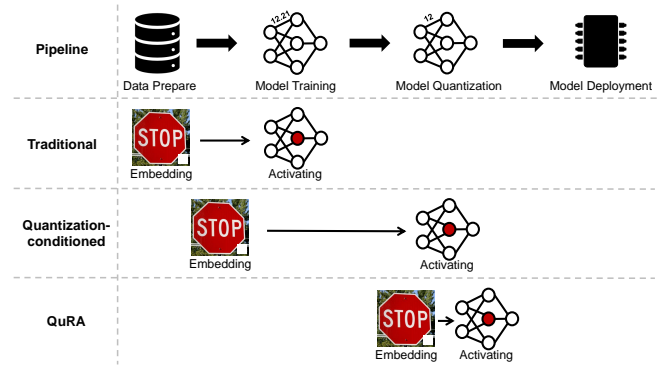 Pipeline
12.21
12
Data Prepare
Model Training
Model Quantization
Model Deployment
Traditional
STOP
Embedding
Activating
Quantization-
conditioned
STOP
Embedding
Activating
QuRA
STOP
Embedding
Activating